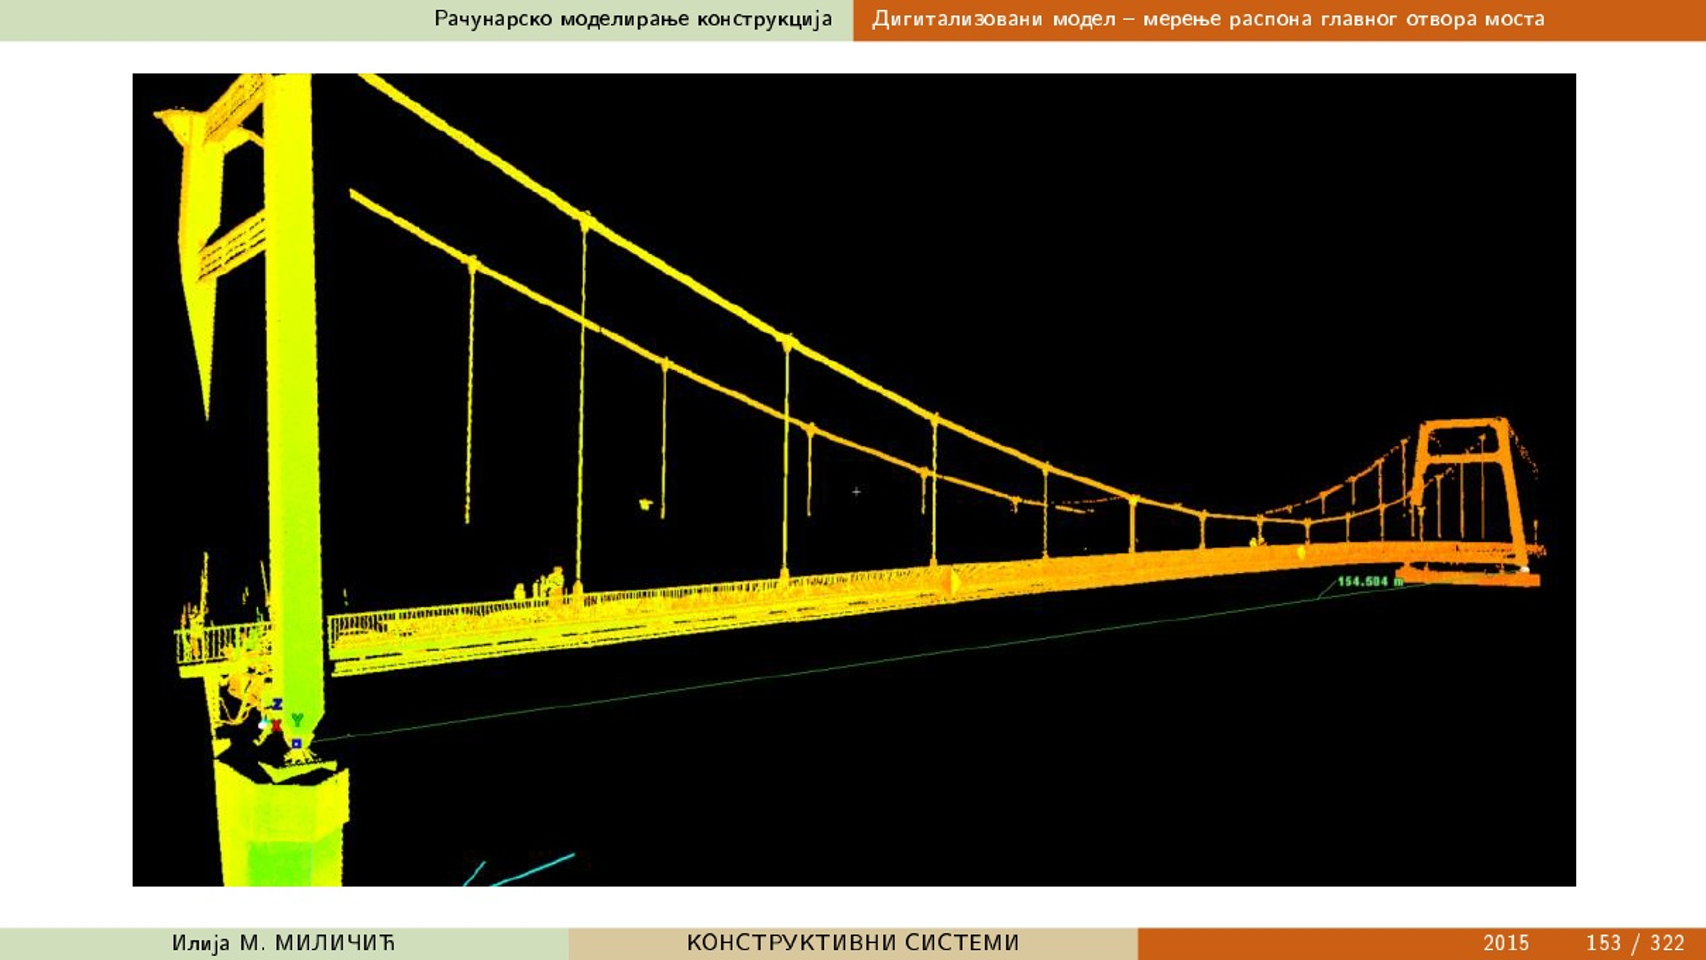 Рачунарско моделирање конструкција
Дигитализовани модел – мерење распона главног отвора моста
154.504 m
Z
Y
X
Илија М. МИЛИЧИЋ
КОНСТРУКТИВНИ СИСТЕМИ
2015
153 / 322